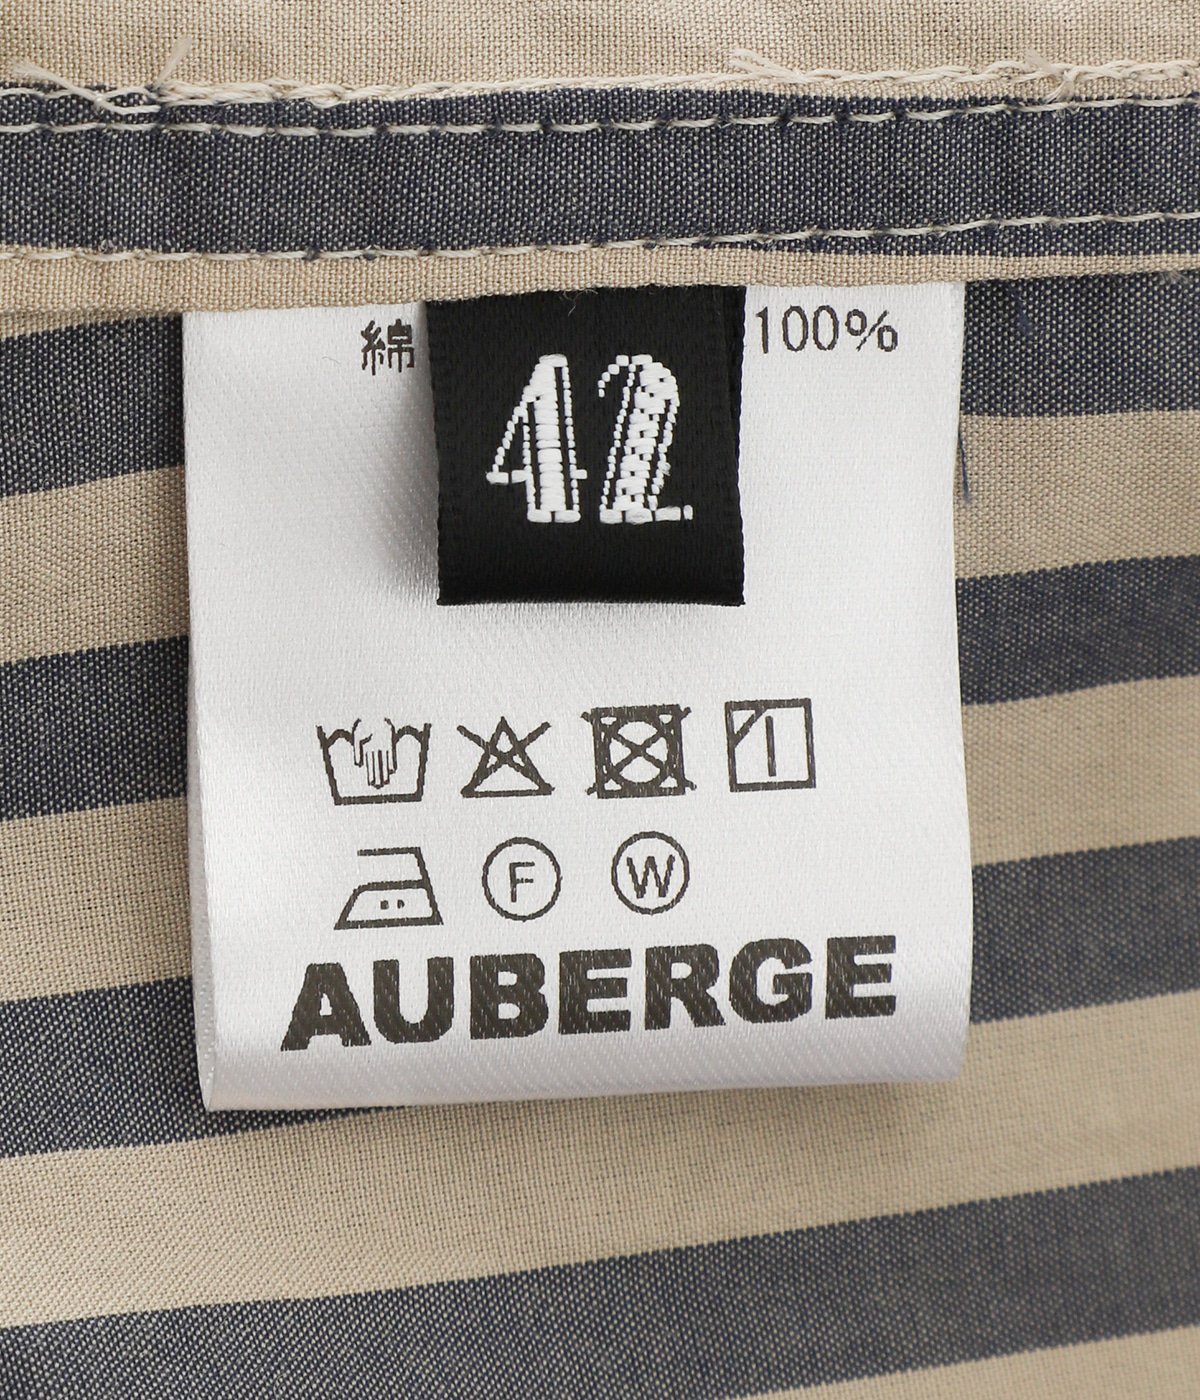 綿 100%
42
F W
AUBERGE